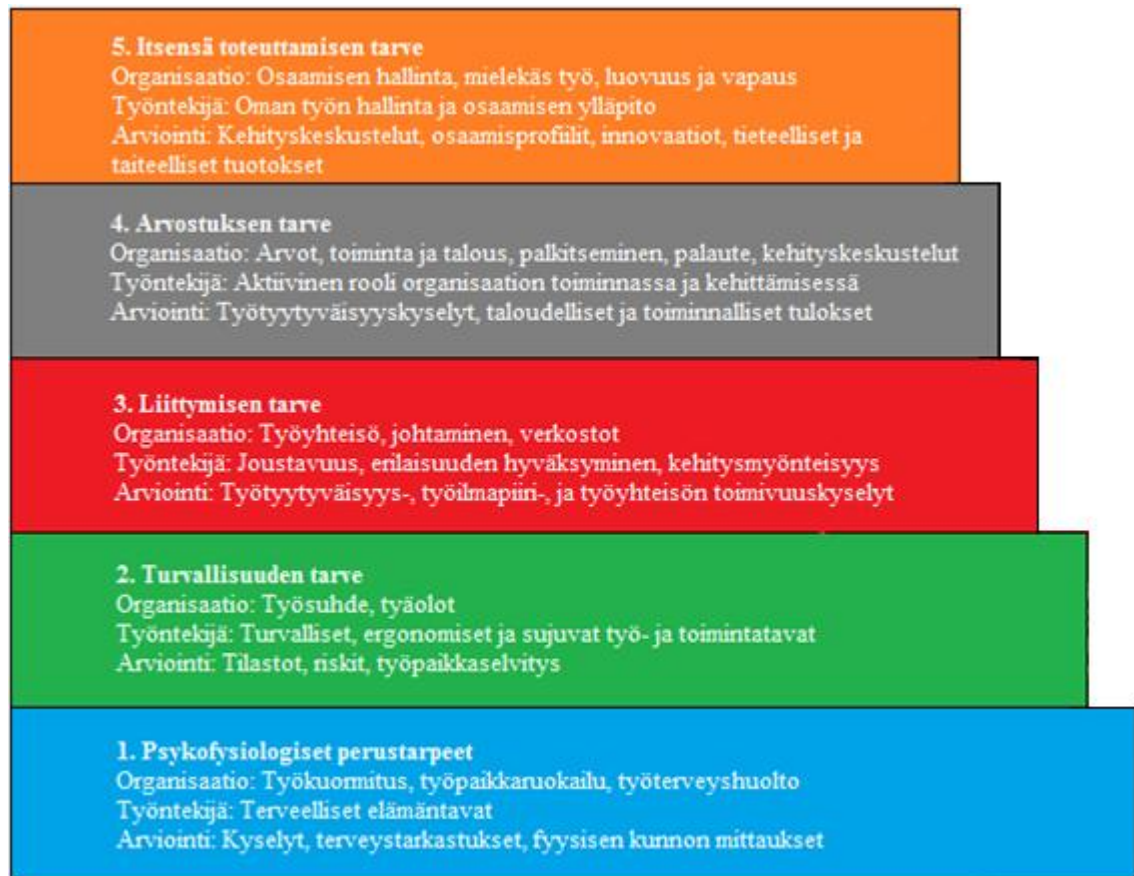 5. Itsensä toteuttamisen tarve
Organisaatio: Osaamisen hallinta, mielekäs työ, luovuus ja vapaus
Työntekijä: Oman työn hallinta ja osaamisen ylläpito
Arviointi: Kehityskeskustelut, osaamisprofiilit, innovaatiot, tieteelliset ja
taiteelliset tuotokset
4. Arvostuksen tarve
Organisaatio: Arvot, toiminta ja talous, palkitseminen, palaute, kehityskeskustelut
Työntekijä: Aktiivinen rooli organisaation toiminnassa ja kehittämisessä
Arviointi: Työtyytyväisyyskyselyt, taloudelliset ja toiminnalliset tulokset
3. Liittymisen tarve
Organisaatio: Työyhteisö, johtaminen, verkostot
Työntekijä: Joustavuus, erilaisuuden hyväksyminen, kehitysmyönteisyys
Arviointi: Työtyytyväisyys-, työilmapiiri-, ja työyhteisön toimivuuskyselyt
2. Turvallisuuden tarve
Organisaatio: Työsuhde, tyäolot
Työntekijä: Turvalliset, ergonomiset ja sujuvat työ- ja toimintatavat
Arviointi: Tilastot, riskit, työpaikkaselvitys
1. Psykofysiologiset perustarpeet
Organisaatio: Työkuormitus, työpaikkaruokailu, työterveyshuolto
Työntekijä: Terveelliset elämäntavat
Arviointi: Kyselyt, terveystarkastukset, fyysisen kunnon mittaukset